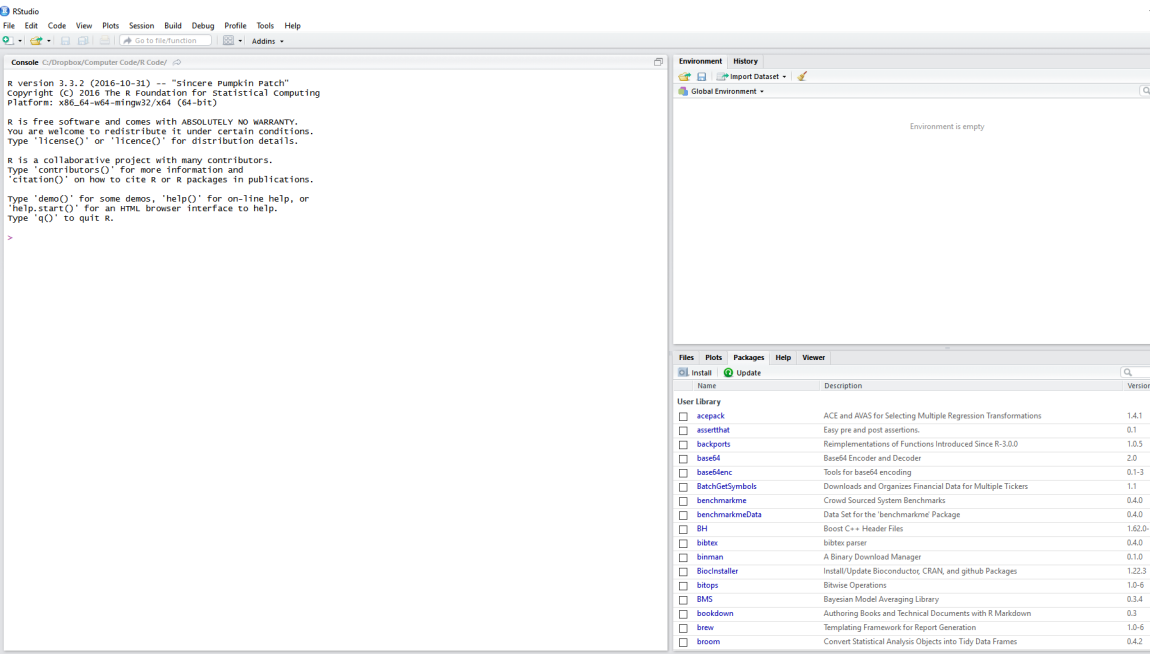 RStudio
File Edit Code View Plots Session Build Debug Profile Tools Help
Go to file/function Addins
Console C:/Dropbox/Computer Code/R Code/
R version 3.3.2 (2016-10-31) -- "Sincere Pumpkin Patch"
Copyright (C) 2016 The R Foundation for Statistical Computing
Platform: x86_64-w64-mingw32/x64 (64-bit)
R is free software and comes with ABSOLUTELY NO WARRANTY.
You are welcome to redistribute it under certain conditions.
Type 'license()' or 'licence()' for distribution details.
R is a collaborative project with many contributors.
Type 'contributors()' for more information and
'citation()' on how to cite R or R packages in publications.
Type 'demo()' for some demos, 'help()' for on-line help, or
'help.start()' for an HTML browser interface to help.
Type 'q()' to quit R.
>
Environment History
Import Dataset
Global Environment
Environment is empty
Files Plots Packages Help Viewer
Install Update
Name Description Version
User Library
acepack ACE and AVAS for Selecting Multiple Regression Transformations 1.4.1
assertthat Easy pre and post assertions. 0.1
backports Reimplementations of Functions Introduced Since R-3.0.0 1.0.5
base64 Base64 Encoder and Decoder 2.0
base64enc Tools for base64 encoding 0.1-3
BatchGetSymbols Downloads and Organizes Financial Data for Multiple Tickers 1.1
benchmarkme Crowd Sourced System Benchmarks 0.4.0
benchmarkmeData Data Set for the 'benchmarkme' Package 0.4.0
BH Boost C++ Header Files 1.62.0-
bibtex bibtex parser 0.4.0
binman A Binary Download Manager 0.1.0
BiocInstaller Install/Update Bioconductor, CRAN, and github Packages 1.22.3
bitops Bitwise Operations 1.0-6
BMS Bayesian Model Averaging Library 0.3.4
bookdown Authoring Books and Technical Documents with R Markdown 0.3
brew Templating Framework for Report Generation 1.0-6
broom Convert Statistical Analysis Objects into Tidy Data Frames 0.4.2